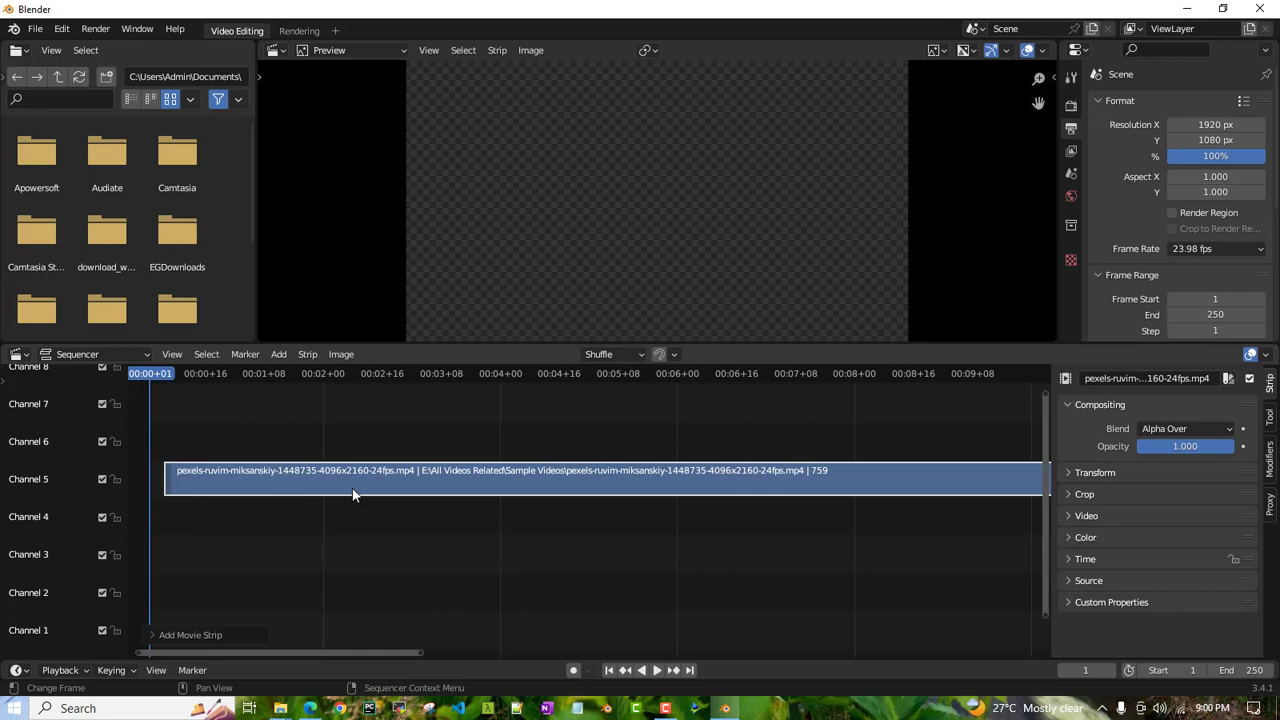 Blender
File Edit Render Window Help Video Editing Rendering + Scene ViewLayer
View Select Preview View Select Strip Image
C:\Users\Admin\Documents\ Scene
Format
Resolution X 1920 px
Y 1080 px
% 100%
Aspect X 1.000
Y 1.000
Apowersoft Audiate Camtasia
Render Region
Crop to Render Re...
Frame Rate 23.98 fps
Camtasia St... download_w... EGDownloads
Frame Range
Frame Start 1
End 250
Step 1
Sequencer View Select Marker Add Strip Image Shuffle
Channel 8 00:00+01 00:00+16 00:01+08 00:02+00 00:02+16 00:03+08 00:04+00 00:04+16 00:05+08 00:06+00 00:06+16 00:07+08 00:08+00 00:08+16 00:09+08
pexels-ruvim-...160-24fps.mp4
Strip
Channel 7
Compositing
Tool
Blend Alpha Over
Channel 6
Opacity 1.000
Modifiers
pexels-ruvim-miksanskiy-1448735-4096x2160-24fps.mp4 | E:\All Videos Related\Sample Videos\pexels-ruvim-miksanskiy-1448735-4096x2160-24fps.mp4 | 759
Channel 5
Transform
Crop
Proxy
Channel 4
Video
Color
Channel 3
Time
Source
Channel 2
Custom Properties
Channel 1
Add Movie Strip
Playback Keying View Marker 1 Start 1 End 250
Change Frame Pan View Sequencer Context Menu 3.4.1
Search 27°C Mostly clear 9:00 PM